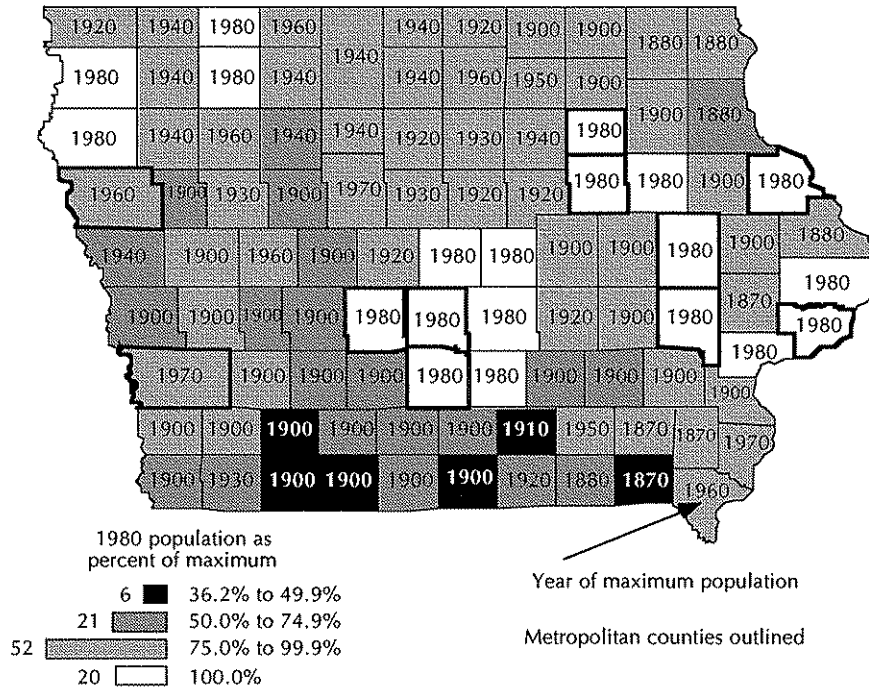 1920 1940 1980 1960 1940 1920 1900 1900 1880 1880
1980 1940 1980 1940 1940 1940 1960 1950 1900
1980 1940 1960 1940 1940 1920 1930 1940 1980 1900 1880
1960 1900 1930 1900 1970 1930 1920 1920 1980 1980 1900 1980
1940 1900 1960 1900 1920 1980 1980 1900 1900 1980 1900 1880
1980
1900 1900 1900 1900 1980 1980 1980 1920 1900 1980 1870 1980
1970 1900 1900 1900 1980 1980 1900 1900 1900 1980
1900
1900 1900 1900 1900 1900 1900 1910 1950 1870 1870 1970
1900 1930 1900 1900 1900 1900 1920 1880 1870 1960
1980 population as
percent of maximum
6 36.2% to 49.9%
21 50.0% to 74.9%
52 75.0% to 99.9%
20 100.0%
Year of maximum population
Metropolitan counties outlined